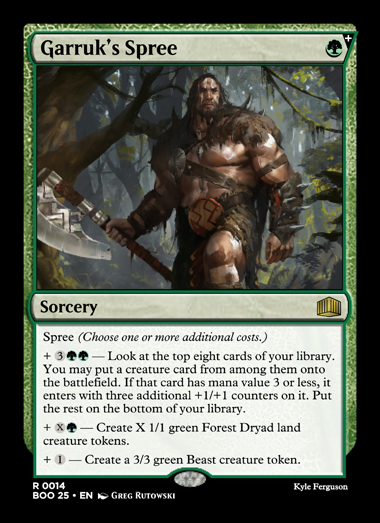 Garruk's Spree
Sorcery
Spree (Choose one or more additional costs.)
+ 3 — Look at the top eight cards of your library.
You may put a creature card from among them onto
the battlefield. If that card has mana value 3 or less, it
enters with three additional +1/+1 counters on it. Put
the rest on the bottom of your library.
+ X — Create X 1/1 green Forest Dryad land
creature tokens.
+ 1 — Create a 3/3 green Beast creature token.
R 0014
BOO 25 • EN Greg Rutowski
Kyle Ferguson